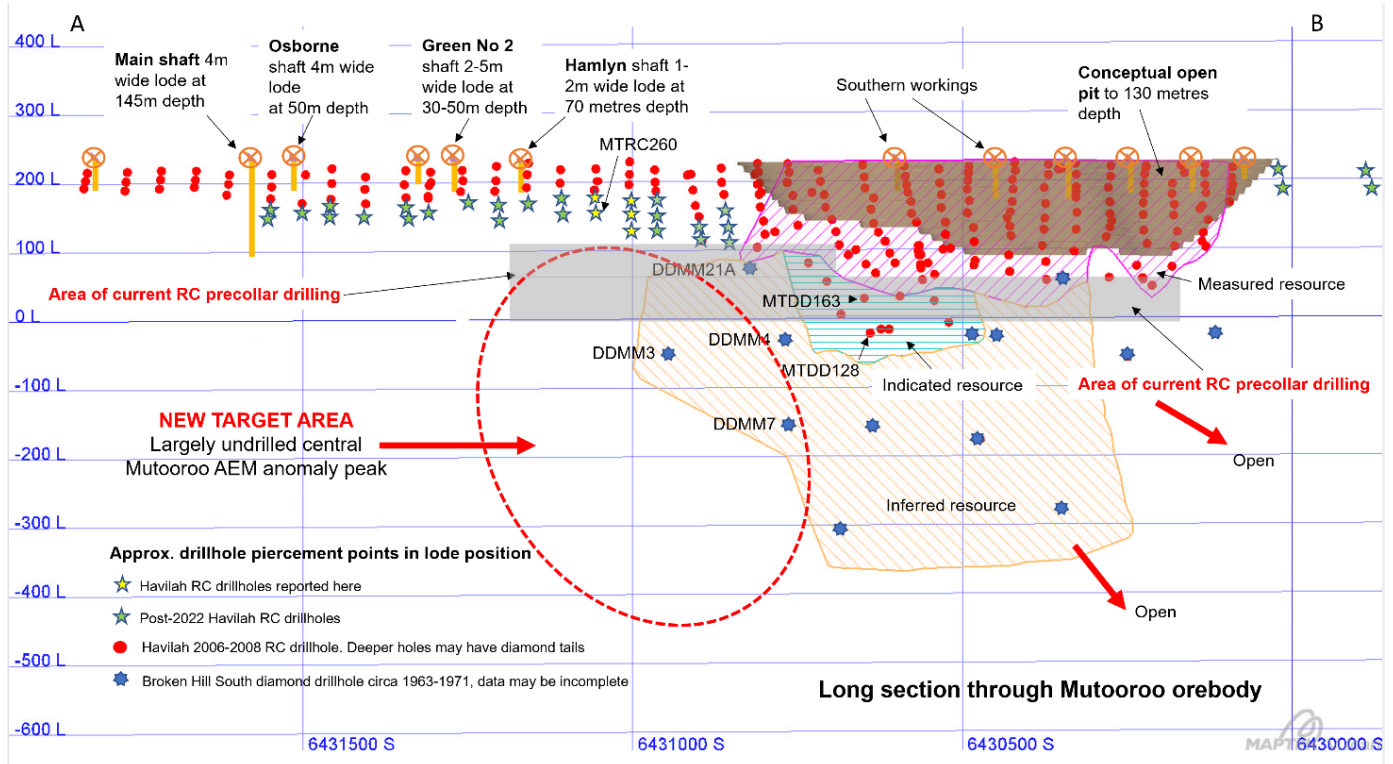 A
B
400 L
300 L
200 L
100 L
0 L
-100 L
-200 L
-300 L
-400 L
-500 L
-600 L
Main shaft 4m
wide lode at
145m depth
Osborne
shaft 4m wide
lode
at 50m depth
Green No 2
shaft 2-5m
wide lode at
30-50m depth
Hamlyn shaft 1-
2m wide lode at
70 metres depth
MTRC260
Southern workings
Conceptual open
pit to 130 metres
depth
Area of current RC precollar drilling
DDMM21A
MTDD163
Measured resource
DDMM3
DDMM4
MTDD128
Indicated resource
Area of current RC precollar drilling
NEW TARGET AREA
Largely undrilled central
Mutooroo AEM anomaly peak
DDMM7
Open
Inferred resource
Open
Approx. drillhole piercement points in lode position
Havilah RC drillholes reported here
Post-2022 Havilah RC drillholes
Havilah 2006-2008 RC drillhole. Deeper holes may have diamond tails
Broken Hill South diamond drillhole circa 1963-1971, data may be incomplete
Long section through Mutooroo orebody
6431500 S
6431000 S
6430500 S
6430000 S